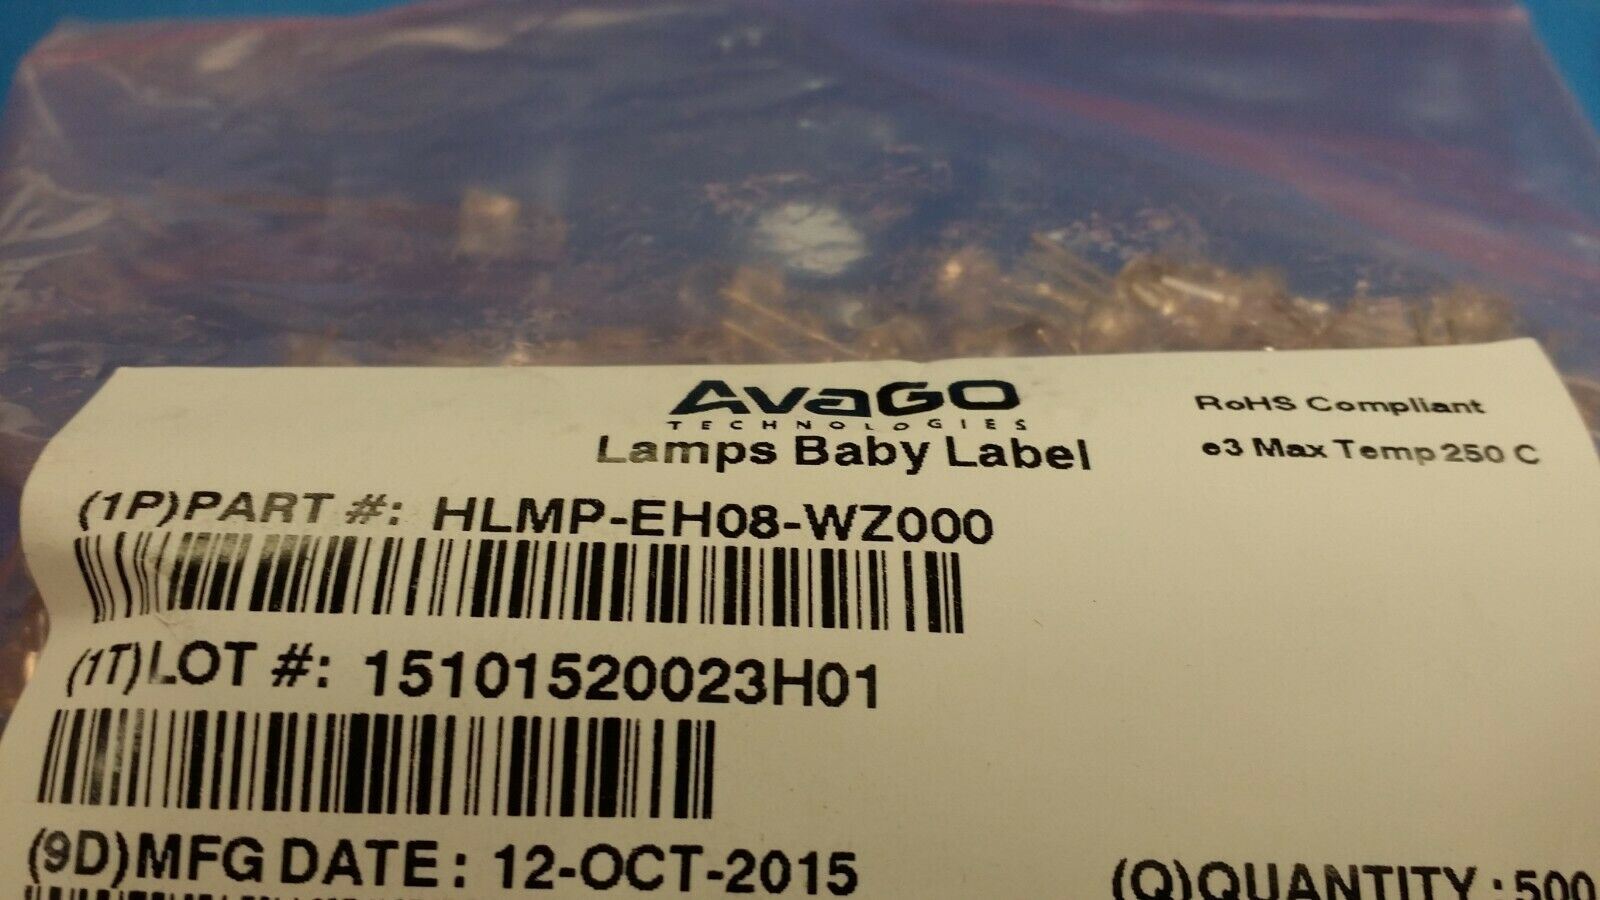 AvaGO
TECHNOLOGIES
Lamps Baby Label
RoHS Compliant
e3 Max Temp 250 C
(1P)PART #: HLMP-EH08-WZ000
(1T)LOT #: 15101520023H01
(9D)MFG DATE : 12-OCT-2015
(Q)QUANTITY : 500